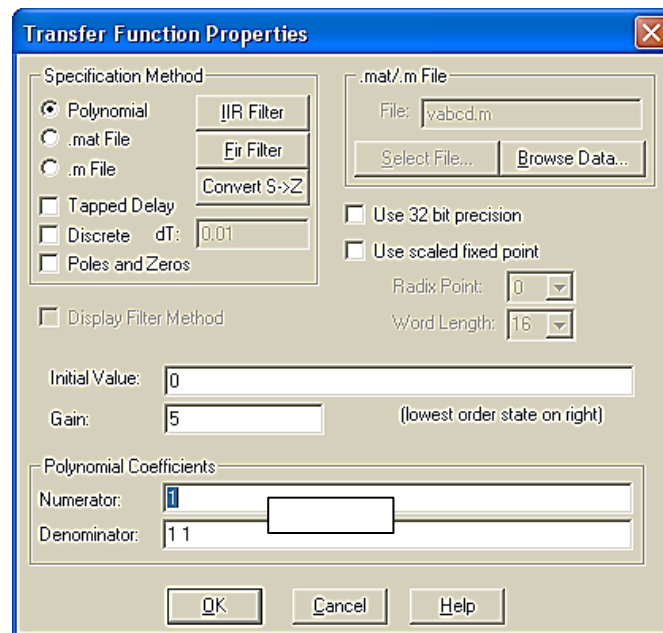 Transfer Function Properties
Specification Method
Polynomial
.mat File
.m File
IIR Filter
Fir Filter
Convert S->Z
Tapped Delay
Discrete dT: 0.01
Poles and Zeros
.mat/.m File
File: vabcd.m
Select File... Browse Data...
Use 32 bit precision
Use scaled fixed point
Radix Point: 0
Word Length: 16
Display Filter Method
Initial Value: 0
Gain: 5 (lowest order state on right)
Polynomial Coefficients
Numerator: 1
Denominator: 1 1
OK Cancel Help